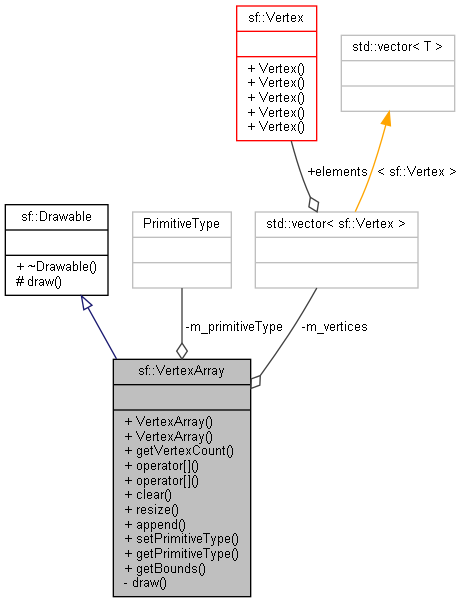 sf::Vertex
+ Vertex()
+ Vertex()
+ Vertex()
+ Vertex()
+ Vertex()
std::vector< T >
+elements
< sf::Vertex >
sf::Drawable
+ ~Drawable()
# draw()
PrimitiveType
std::vector< sf::Vertex >
-m_primitiveType
-m_vertices
sf::VertexArray
+ VertexArray()
+ VertexArray()
+ getVertexCount()
+ operator[]()
+ operator[]()
+ clear()
+ resize()
+ append()
+ setPrimitiveType()
+ getPrimitiveType()
+ getBounds()
- draw()